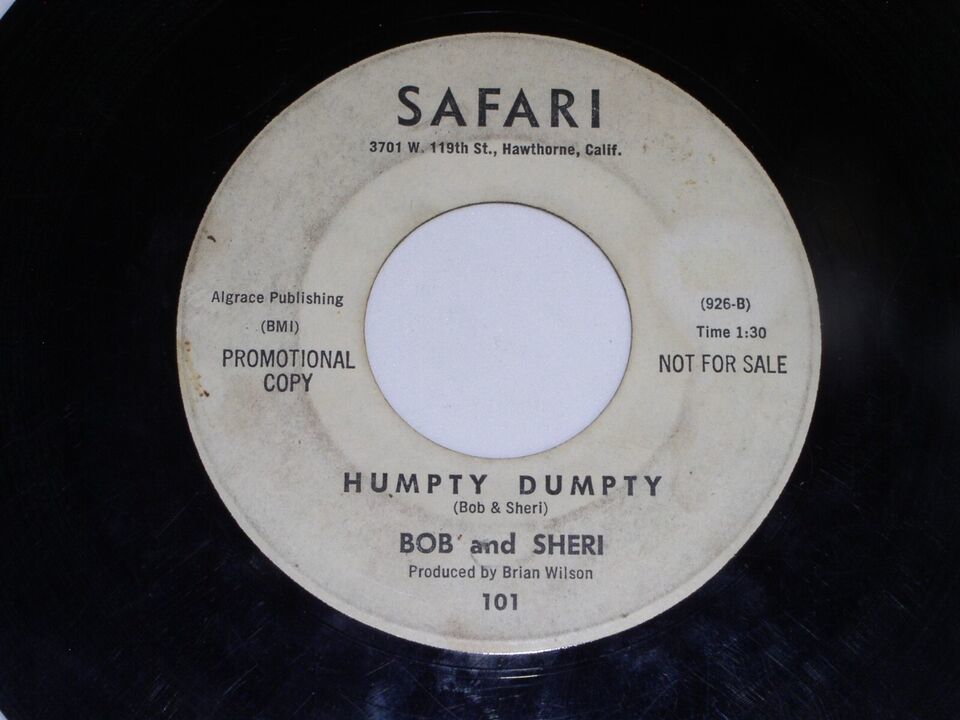 SAFARI
3701 W. 119th St., Hawthorne, Calif.
Algrace Publishing
(BMI)
PROMOTIONAL
COPY
(926-B)
Time 1:30
NOT FOR SALE
HUMPTY DUMPTY
(Bob & Sheri)
BOB and SHERI
Produced by Brian Wilson
101